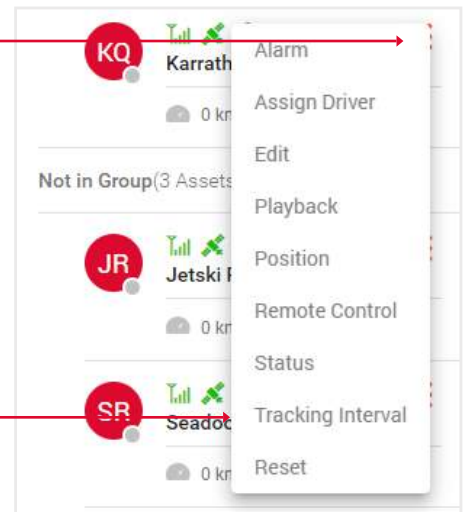 KQ
Karrath
0 km
Not in Group(3 Assets
JR
Jetski
0 km
SR
Seadoo
0 km
Alarm
Assign Driver
Edit
Playback
Position
Remote Control
Status
Tracking Interval
Reset